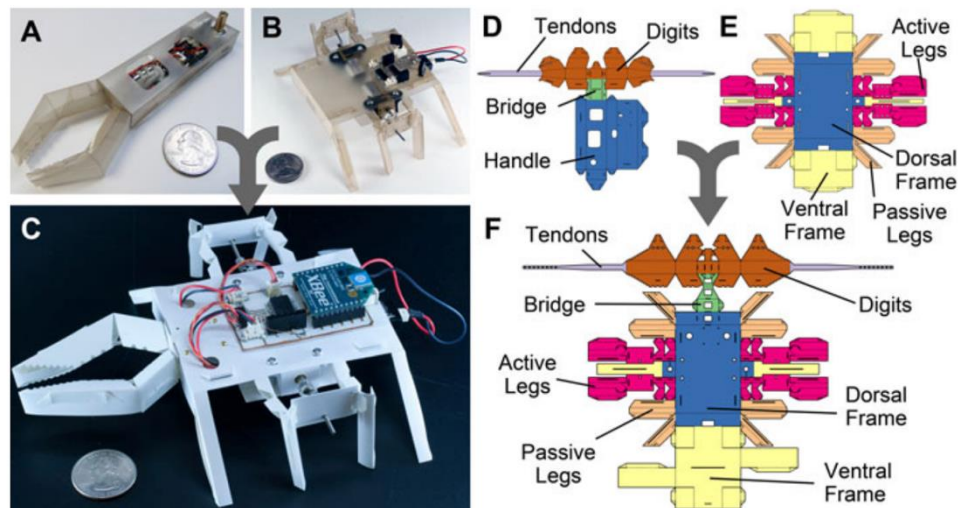 A
B
C
XBee
D
Tendons
Digits
Bridge
Handle
E
Active
Legs
Dorsal
Frame
Ventral
Frame
Passive
Legs
F
Tendons
Bridge
Digits
Active
Legs
Passive
Legs
Dorsal
Frame
Ventral
Frame